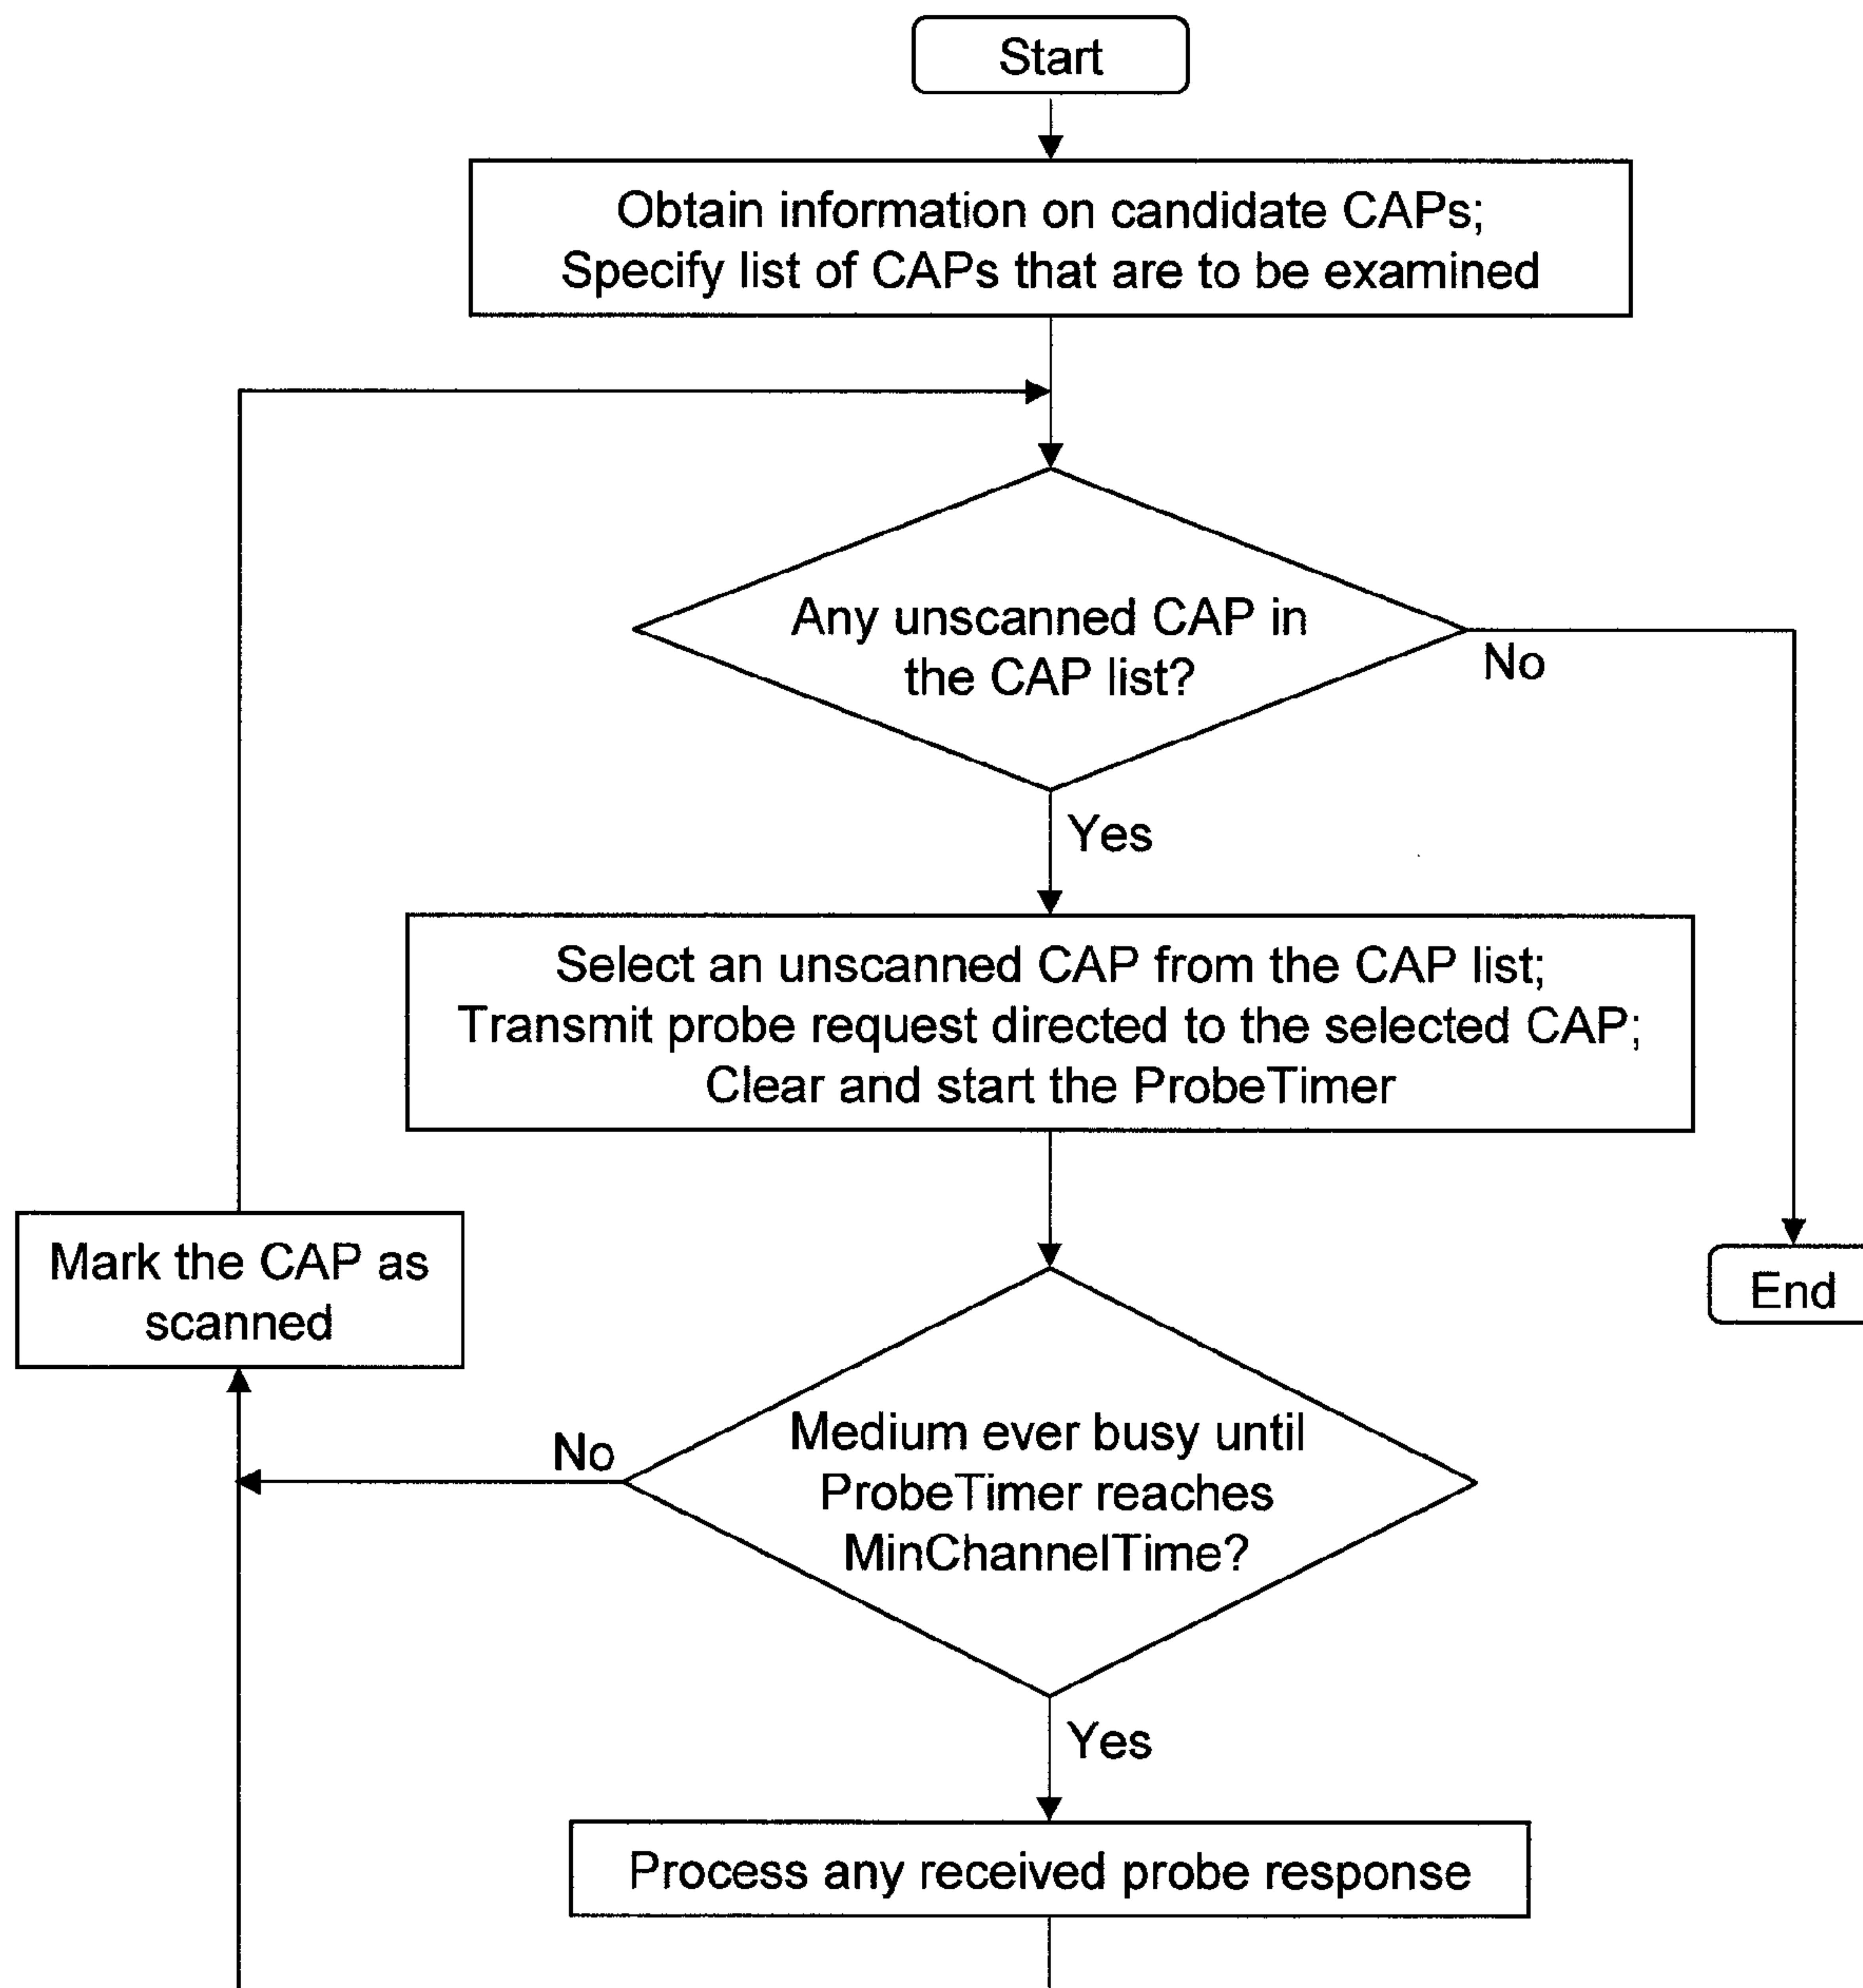 Start
Obtain information on candidate CAPs;
Specify list of CAPs that are to be examined
Any unscanned CAP in
the CAP list?
No
Yes
Select an unscanned CAP from the CAP list;
Transmit probe request directed to the selected CAP;
Clear and start the ProbeTimer
Mark the CAP as
scanned
End
Medium ever busy until
ProbeTimer reaches
MinChannelTime?
No
Yes
Process any received probe response